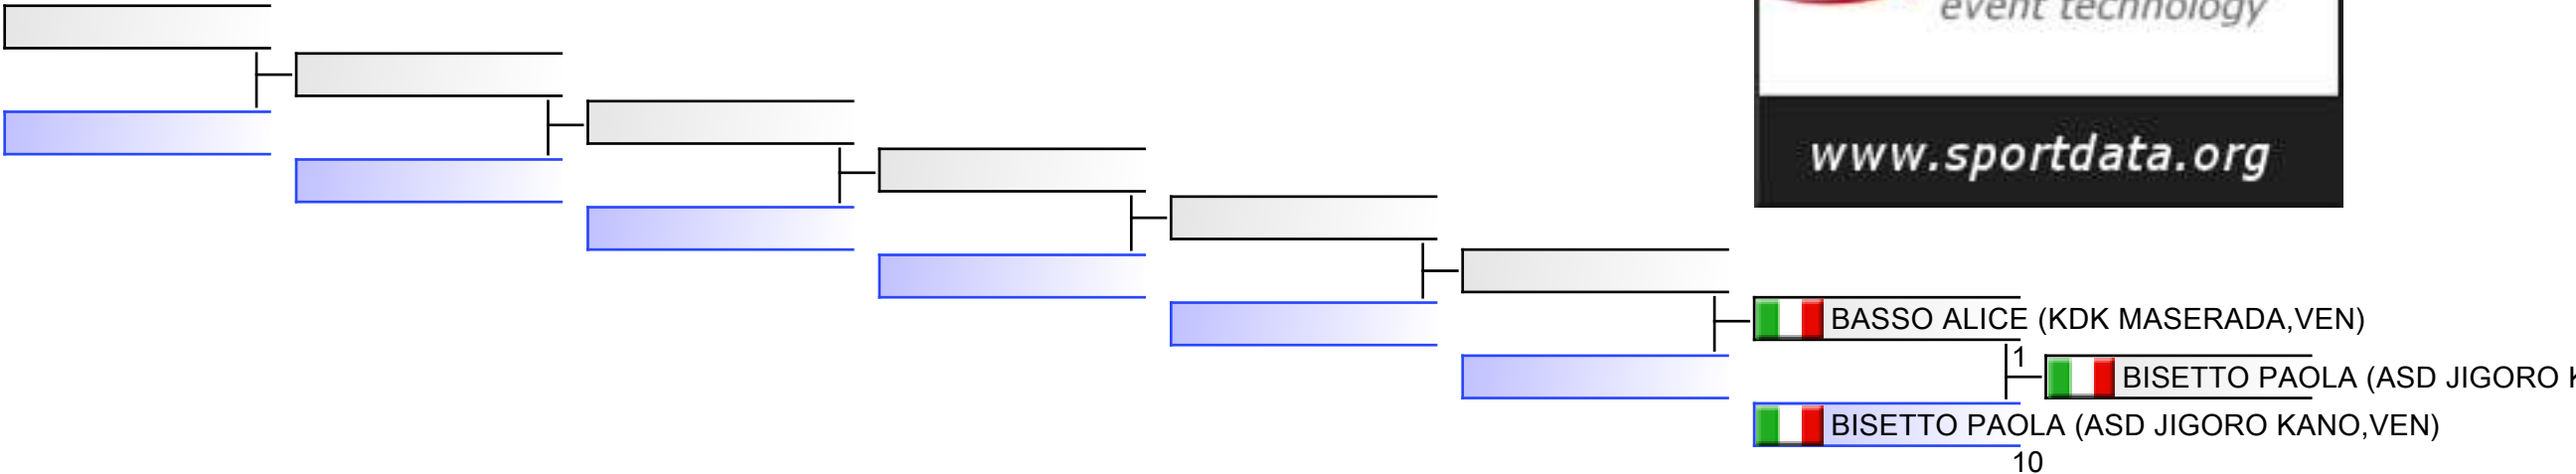 event technology
www.sportdata.org
BASSO ALICE (KDK MASERADA,VEN)
1
BISETTO PAOLA (ASD JIGORO K
BISETTO PAOLA (ASD JIGORO KANO,VEN)
10